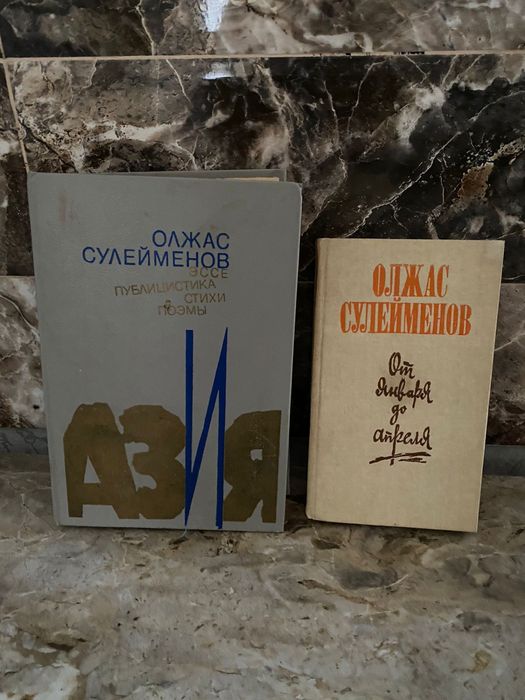 ОЛЖАС
СУЛЕЙМЕНОВ
ЭССЕ
ПУБЛИЦИСТИКА
СТИХИ
ПОЭМЫ
АЗИЯ
ОЛЖАС
СУЛЕЙМЕНОВ
От
января
до
апреля